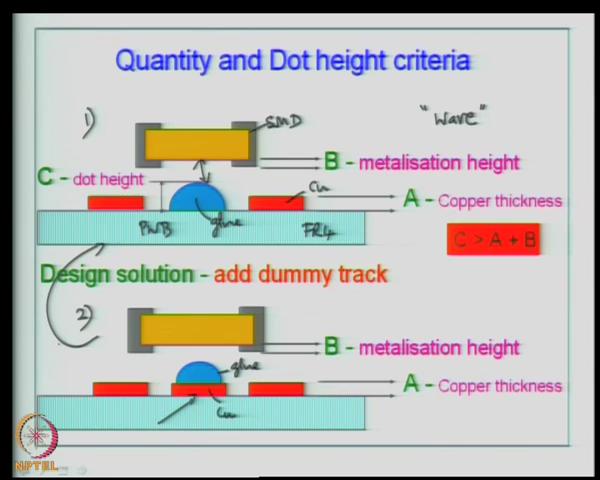 Quantity and Dot height criteria
1)
SMD
"Wave"
B - metalisation height
C - dot height
Cu
A - Copper thickness
glue
PWB
FR4
C > A + B
Design solution - add dummy track
2)
B - metalisation height
glue
A - Copper thickness
Cu
NPTEL